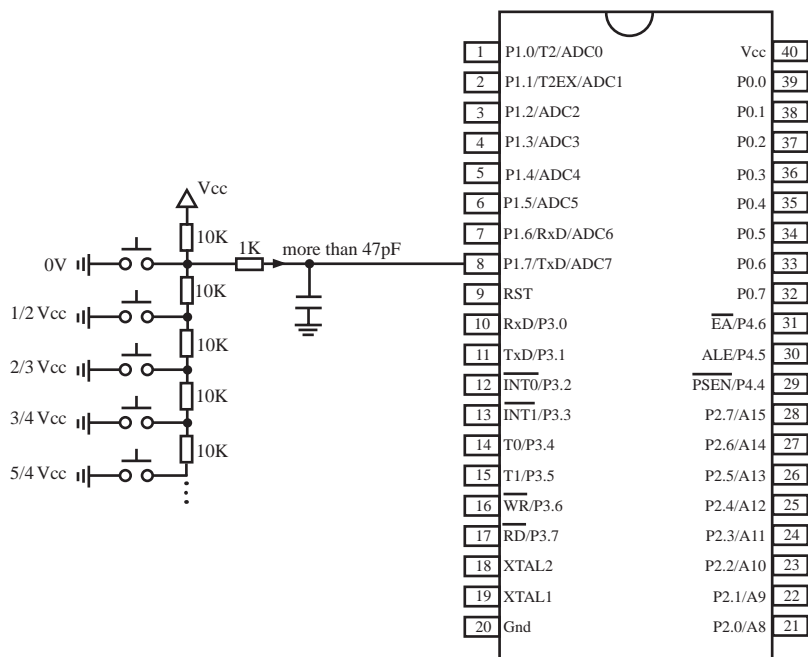 Vcc
10K
1K
more than 47pF
0V
10K
1/2 Vcc
10K
2/3 Vcc
10K
3/4 Vcc
10K
5/4 Vcc
1 P1.0/T2/ADC0 Vcc 40
2 P1.1/T2EX/ADC1 P0.0 39
3 P1.2/ADC2 P0.1 38
4 P1.3/ADC3 P0.2 37
5 P1.4/ADC4 P0.3 36
6 P1.5/ADC5 P0.4 35
7 P1.6/RxD/ADC6 P0.5 34
8 P1.7/TxD/ADC7 P0.6 33
9 RST P0.7 32
10 RxD/P3.0 EA/P4.6 31
11 TxD/P3.1 ALE/P4.5 30
12 INT0/P3.2 PSEN/P4.4 29
13 INT1/P3.3 P2.7/A15 28
14 T0/P3.4 P2.6/A14 27
15 T1/P3.5 P2.5/A13 26
16 WR/P3.6 P2.4/A12 25
17 RD/P3.7 P2.3/A11 24
18 XTAL2 P2.2/A10 23
19 XTAL1 P2.1/A9 22
20 Gnd P2.0/A8 21